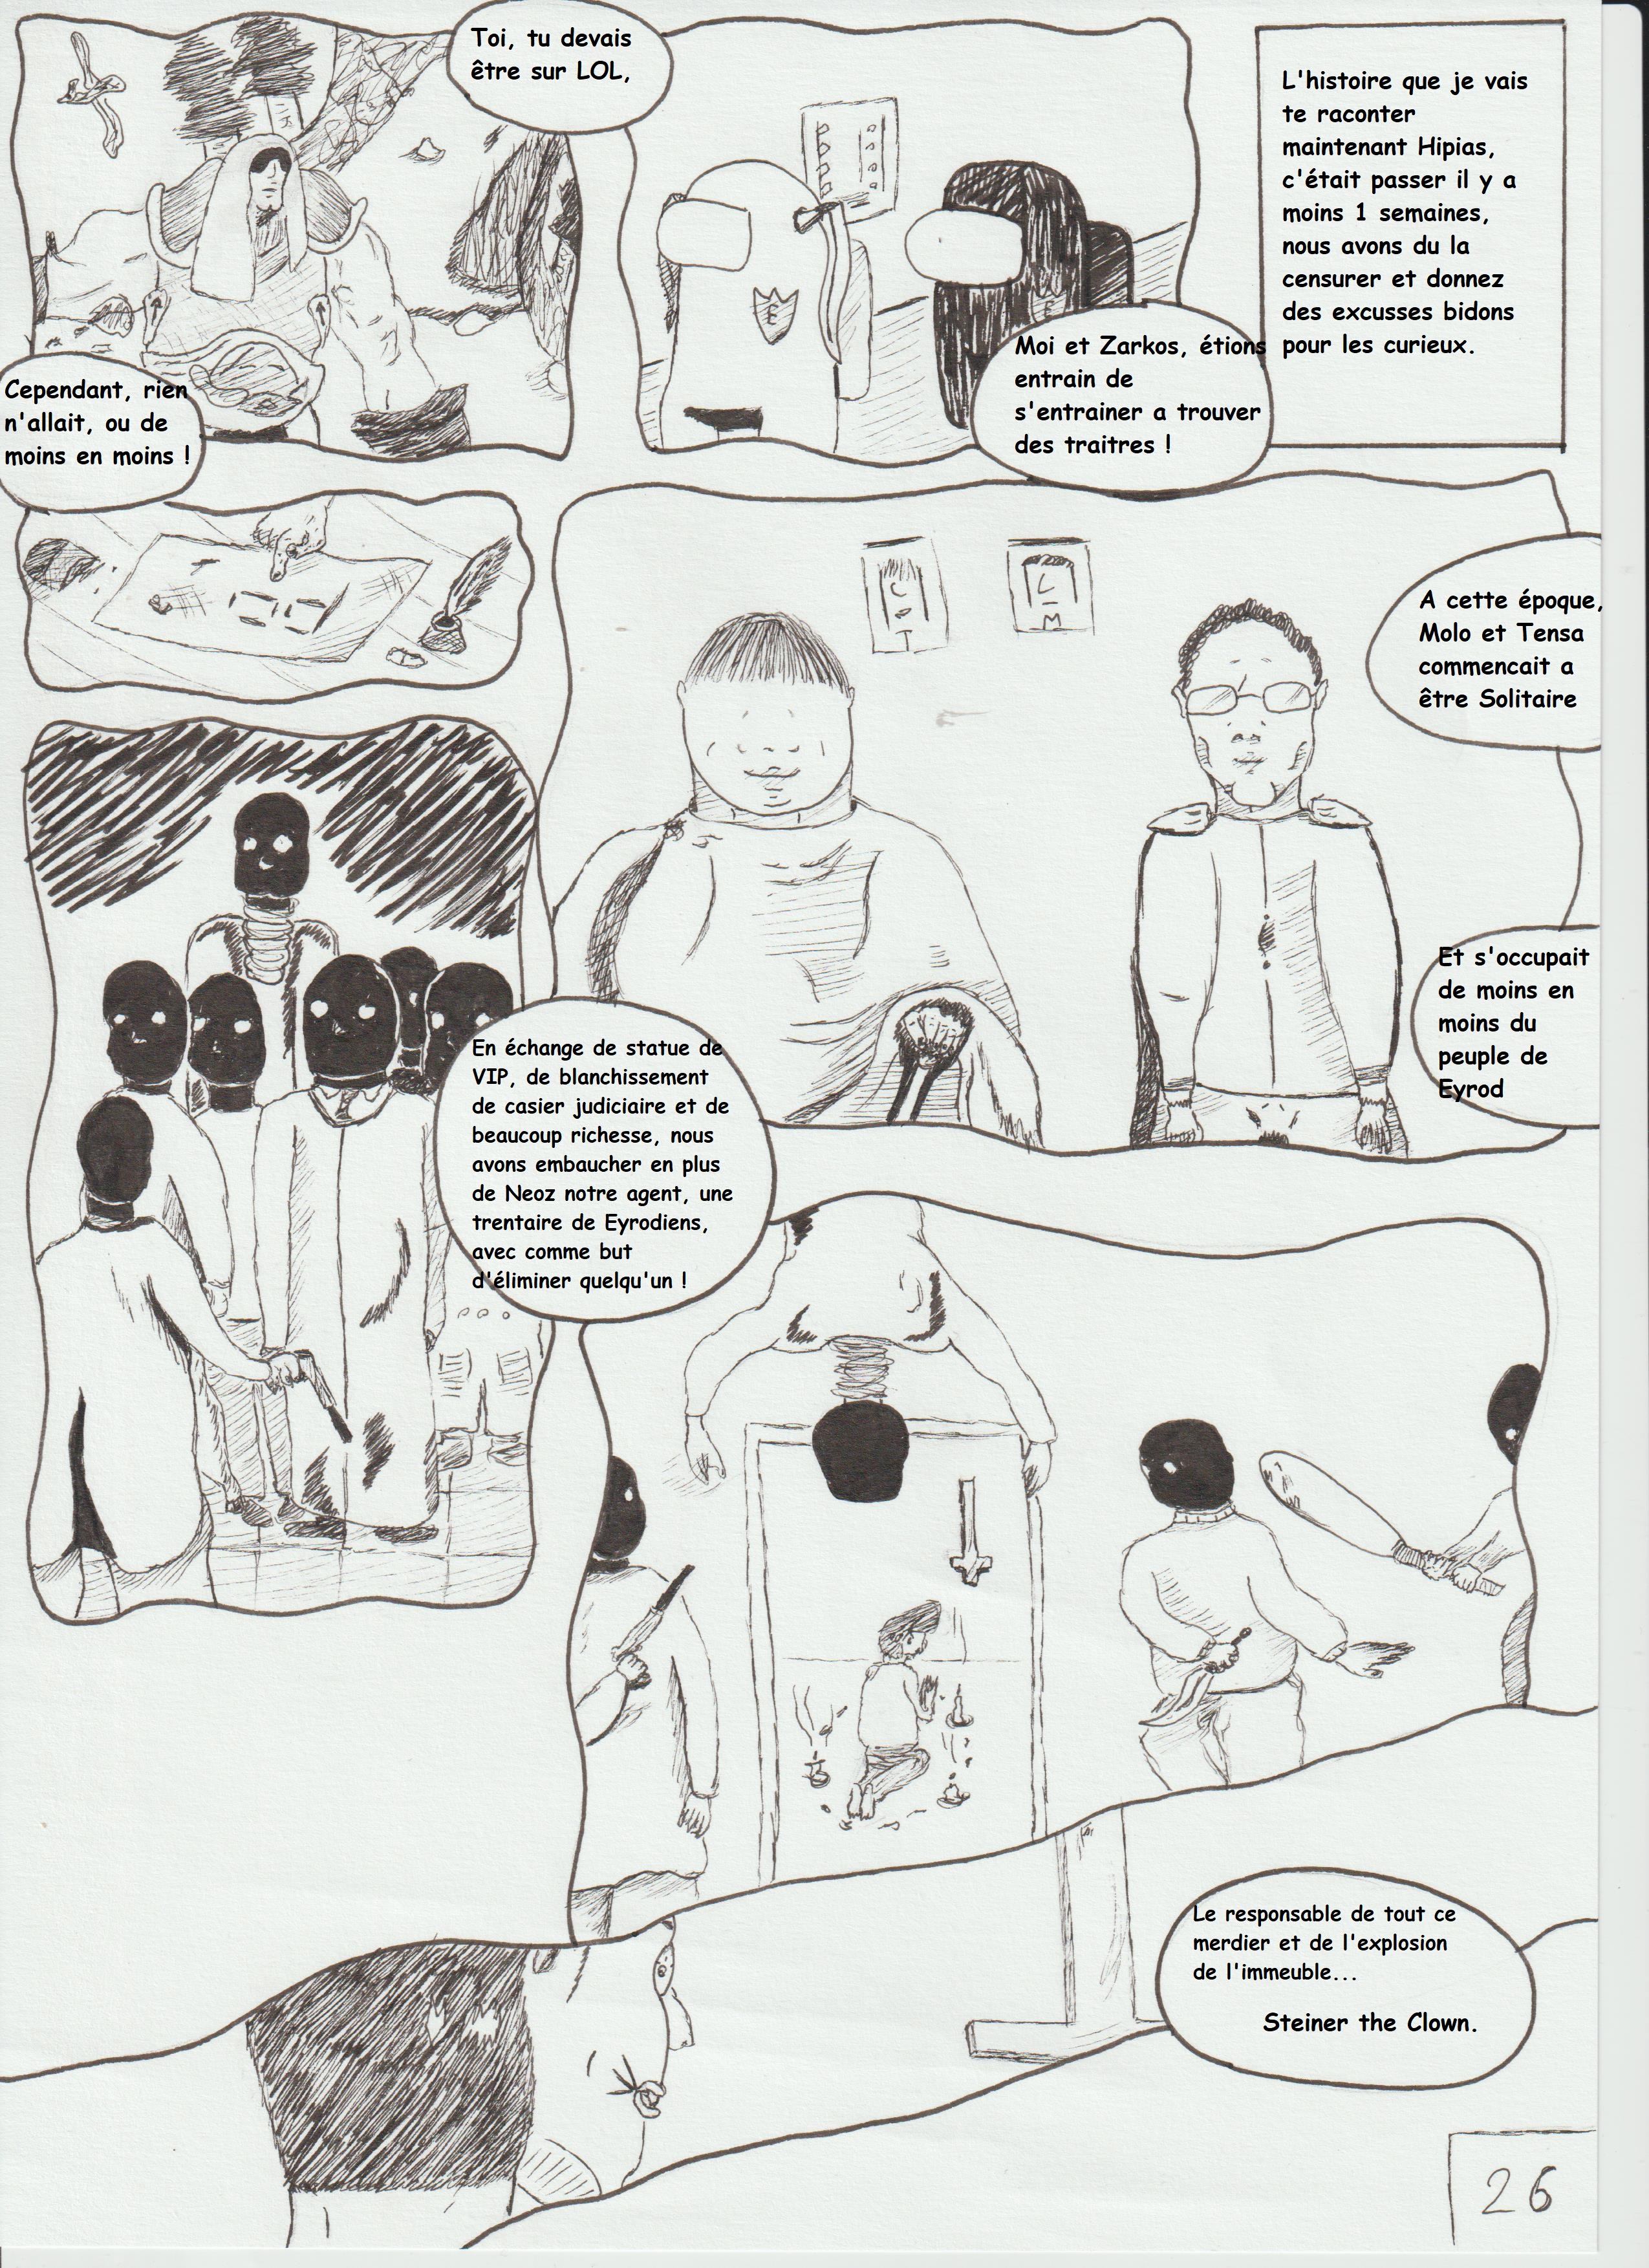 Toi, tu devais
être sur LOL,
L'histoire que je vais
te raconter
maintenant Hipias,
c'était passer il y a
moins 1 semaines,
nous avons du la
censurer et donnez
des excusses bidons
pour les curieux.
E
E
Moi et Zarkos, étions
entrain de
s'entrainer a trouver
des traitres !
Cependant, rien
n'allait, ou de
moins en moins !
A cette époque,
Molo et Tensa
commencait a
être Solitaire
Et s'occupait
de moins en
moins du
peuple de
Eyrod
En échange de statue de
VIP, de blanchissement
de casier judiciaire et de
beaucoup richesse, nous
avons embaucher en plus
de Neoz notre agent, une
trentaire de Eyrodiens,
avec comme but
d'éliminer quelqu'un !
Le responsable de tout ce
merdier et de l'explosion
de l'immeuble...
Steiner the Clown.
26